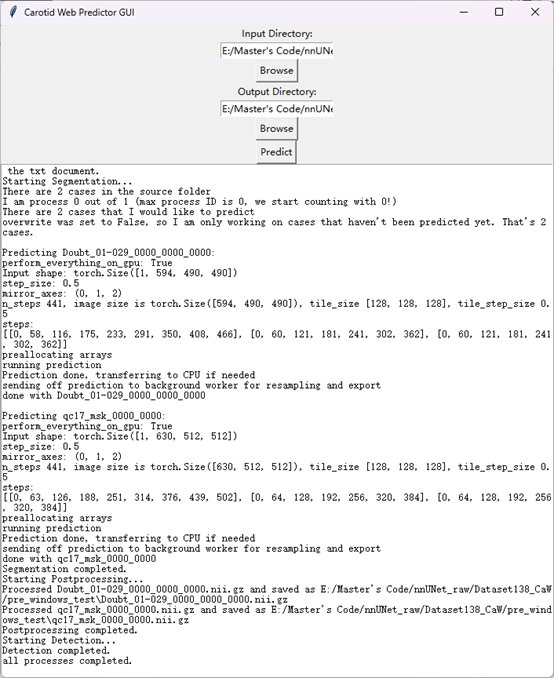 Carotid Web Predictor GUI
Input Directory:
E:/Master's Code/nnUNe
Browse
Output Directory:
E:/Master's Code/nnUNe
Browse
Predict
the txt document.
Starting Segmentation...
There are 2 cases in the source folder
I am process 0 out of 1 (max process ID is 0, we start counting with 0!)
There are 2 cases that I would like to predict
overwrite was set to False, so I am only working on cases that haven't been predicted yet. That's 2
cases.
Predicting Doubt_01-029_0000_0000_0000:
perform_everything_on_gpu: True
Input shape: torch.Size([1, 594, 490, 490])
step_size: 0.5
mirror_axes: (0, 1, 2)
n_steps 441, image size is torch.Size([594, 490, 490]), tile_size [128, 128, 128], tile_step_size 0.
5
steps:
[[0, 58, 116, 175, 233, 291, 350, 408, 466], [0, 60, 121, 181, 241, 302, 362], [0, 60, 121, 181, 241
, 302, 362]]
preallocating arrays
running prediction
Prediction done, transferring to CPU if needed
sending off prediction to background worker for resampling and export
done with Doubt_01-029_0000_0000_0000
Predicting qc17_msk_0000_0000:
perform_everything_on_gpu: True
Input shape: torch.Size([1, 630, 512, 512])
step_size: 0.5
mirror_axes: (0, 1, 2)
n_steps 441, image size is torch.Size([630, 512, 512]), tile_size [128, 128, 128], tile_step_size 0.
5
steps:
[[0, 63, 126, 188, 251, 314, 376, 439, 502], [0, 64, 128, 192, 256, 320, 384], [0, 64, 128, 192, 256
, 320, 384]]
preallocating arrays
running prediction
Prediction done, transferring to CPU if needed
sending off prediction to background worker for resampling and export
done with qc17_msk_0000_0000
Segmentation completed.
Starting Postprocessing...
Processed Doubt_01-029_0000_0000_0000.nii.gz and saved as E:/Master's Code/nnUNet_raw/Dataset138_CaW
/pre_windows_test\Doubt_01-029_0000_0000_0000.nii.gz
Processed qc17_msk_0000_0000.nii.gz and saved as E:/Master's Code/nnUNet_raw/Dataset138_CaW/pre_wind
ows_test\qc17_msk_0000_0000.nii.gz
Postprocessing completed.
Starting Detection...
Detection completed.
all processes completed.